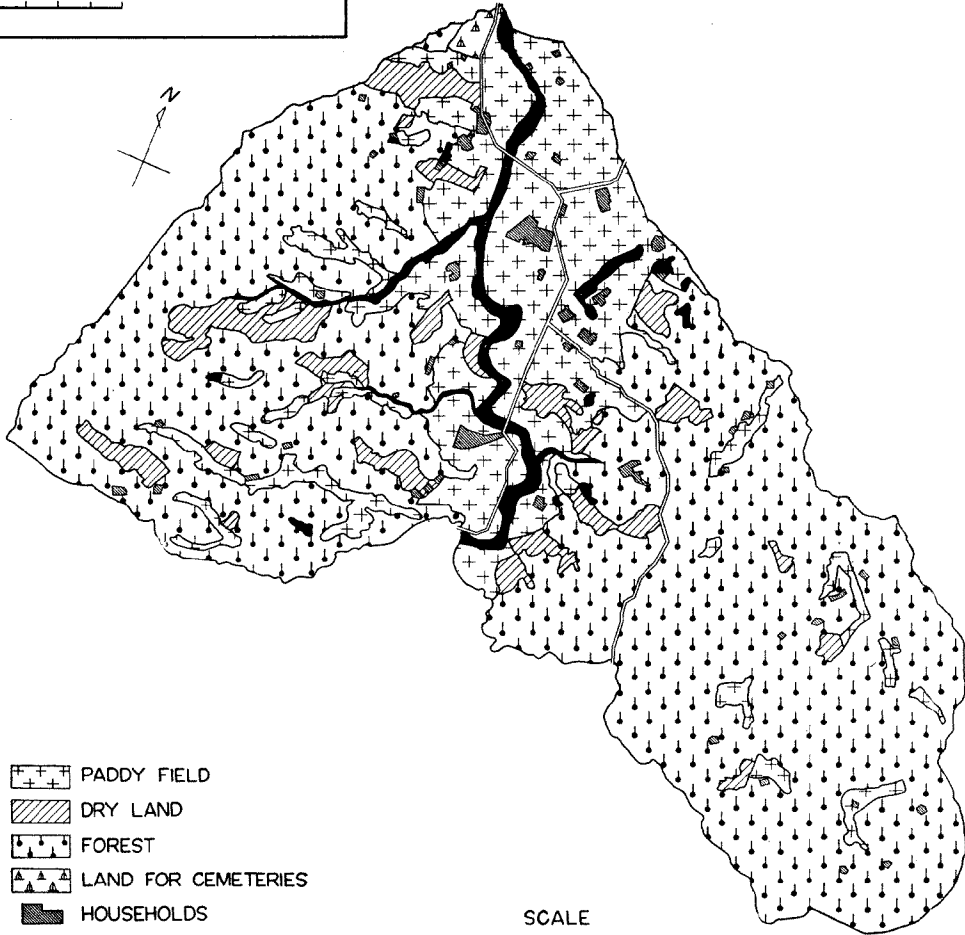 N
PADDY FIELD
DRY LAND
FOREST
LAND FOR CEMETERIES
HOUSEHOLDS
SCALE